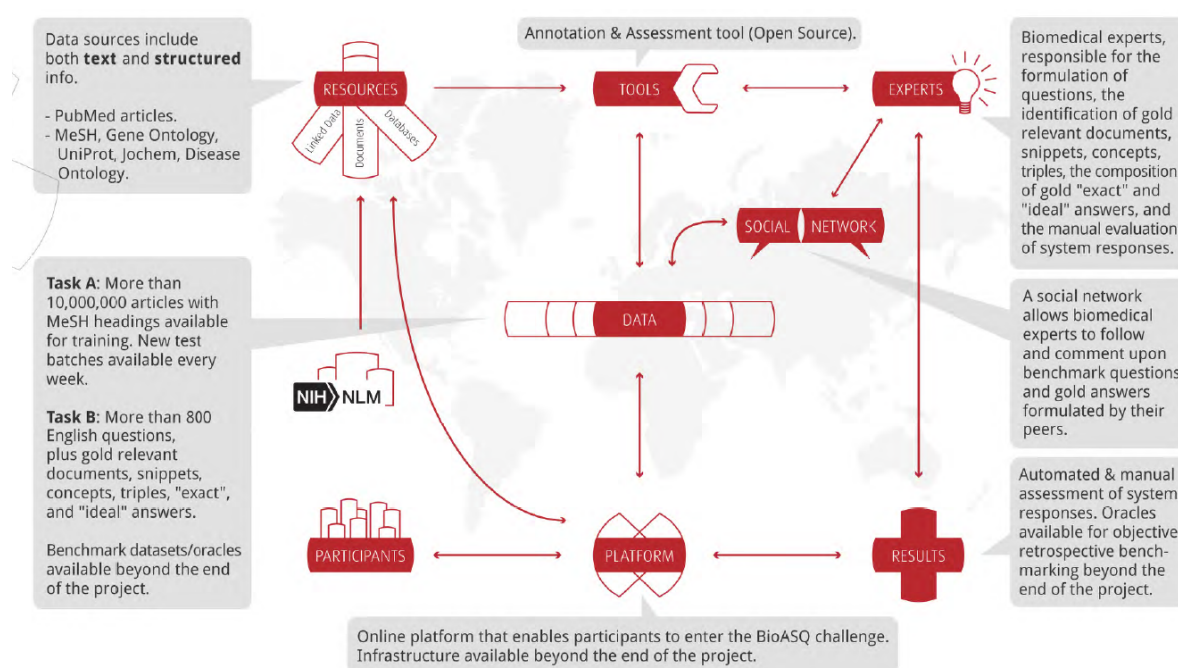 Data sources include
both text and structured
info.
- PubMed articles.
- MeSH, Gene Ontology,
UniProt, Jochem, Disease
Ontology.
RESOURCES
Linked Data
Documents
Databases
Annotation & Assessment tool (Open Source).
TOOLS
EXPERTS
Biomedical experts,
responsible for the
formulation of
questions, the
identification of gold
relevant documents,
snippets, concepts,
triples, the composition
of gold "exact" and
"ideal" answers, and
the manual evaluation
of system responses.
SOCIAL NETWORK
Task A: More than
10,000,000 articles with
MeSH headings available
for training. New test
batches available every
week.
Task B: More than 800
English questions,
plus gold relevant
documents, snippets,
concepts, triples, "exact",
and "ideal" answers.
Benchmark datasets/oracles
available beyond the end
of the project.
DATA
NIH NLM
A social network
allows biomedical
experts to follow
and comment upon
benchmark questions
and gold answers
formulated by their
peers.
PARTICIPANTS
PLATFORM
RESULTS
Automated & manual
assessment of system
responses. Oracles
available for objective
retrospective bench-
marking beyond the
end of the project.
Online platform that enables participants to enter the BioASQ challenge.
Infrastructure available beyond the end of the project.